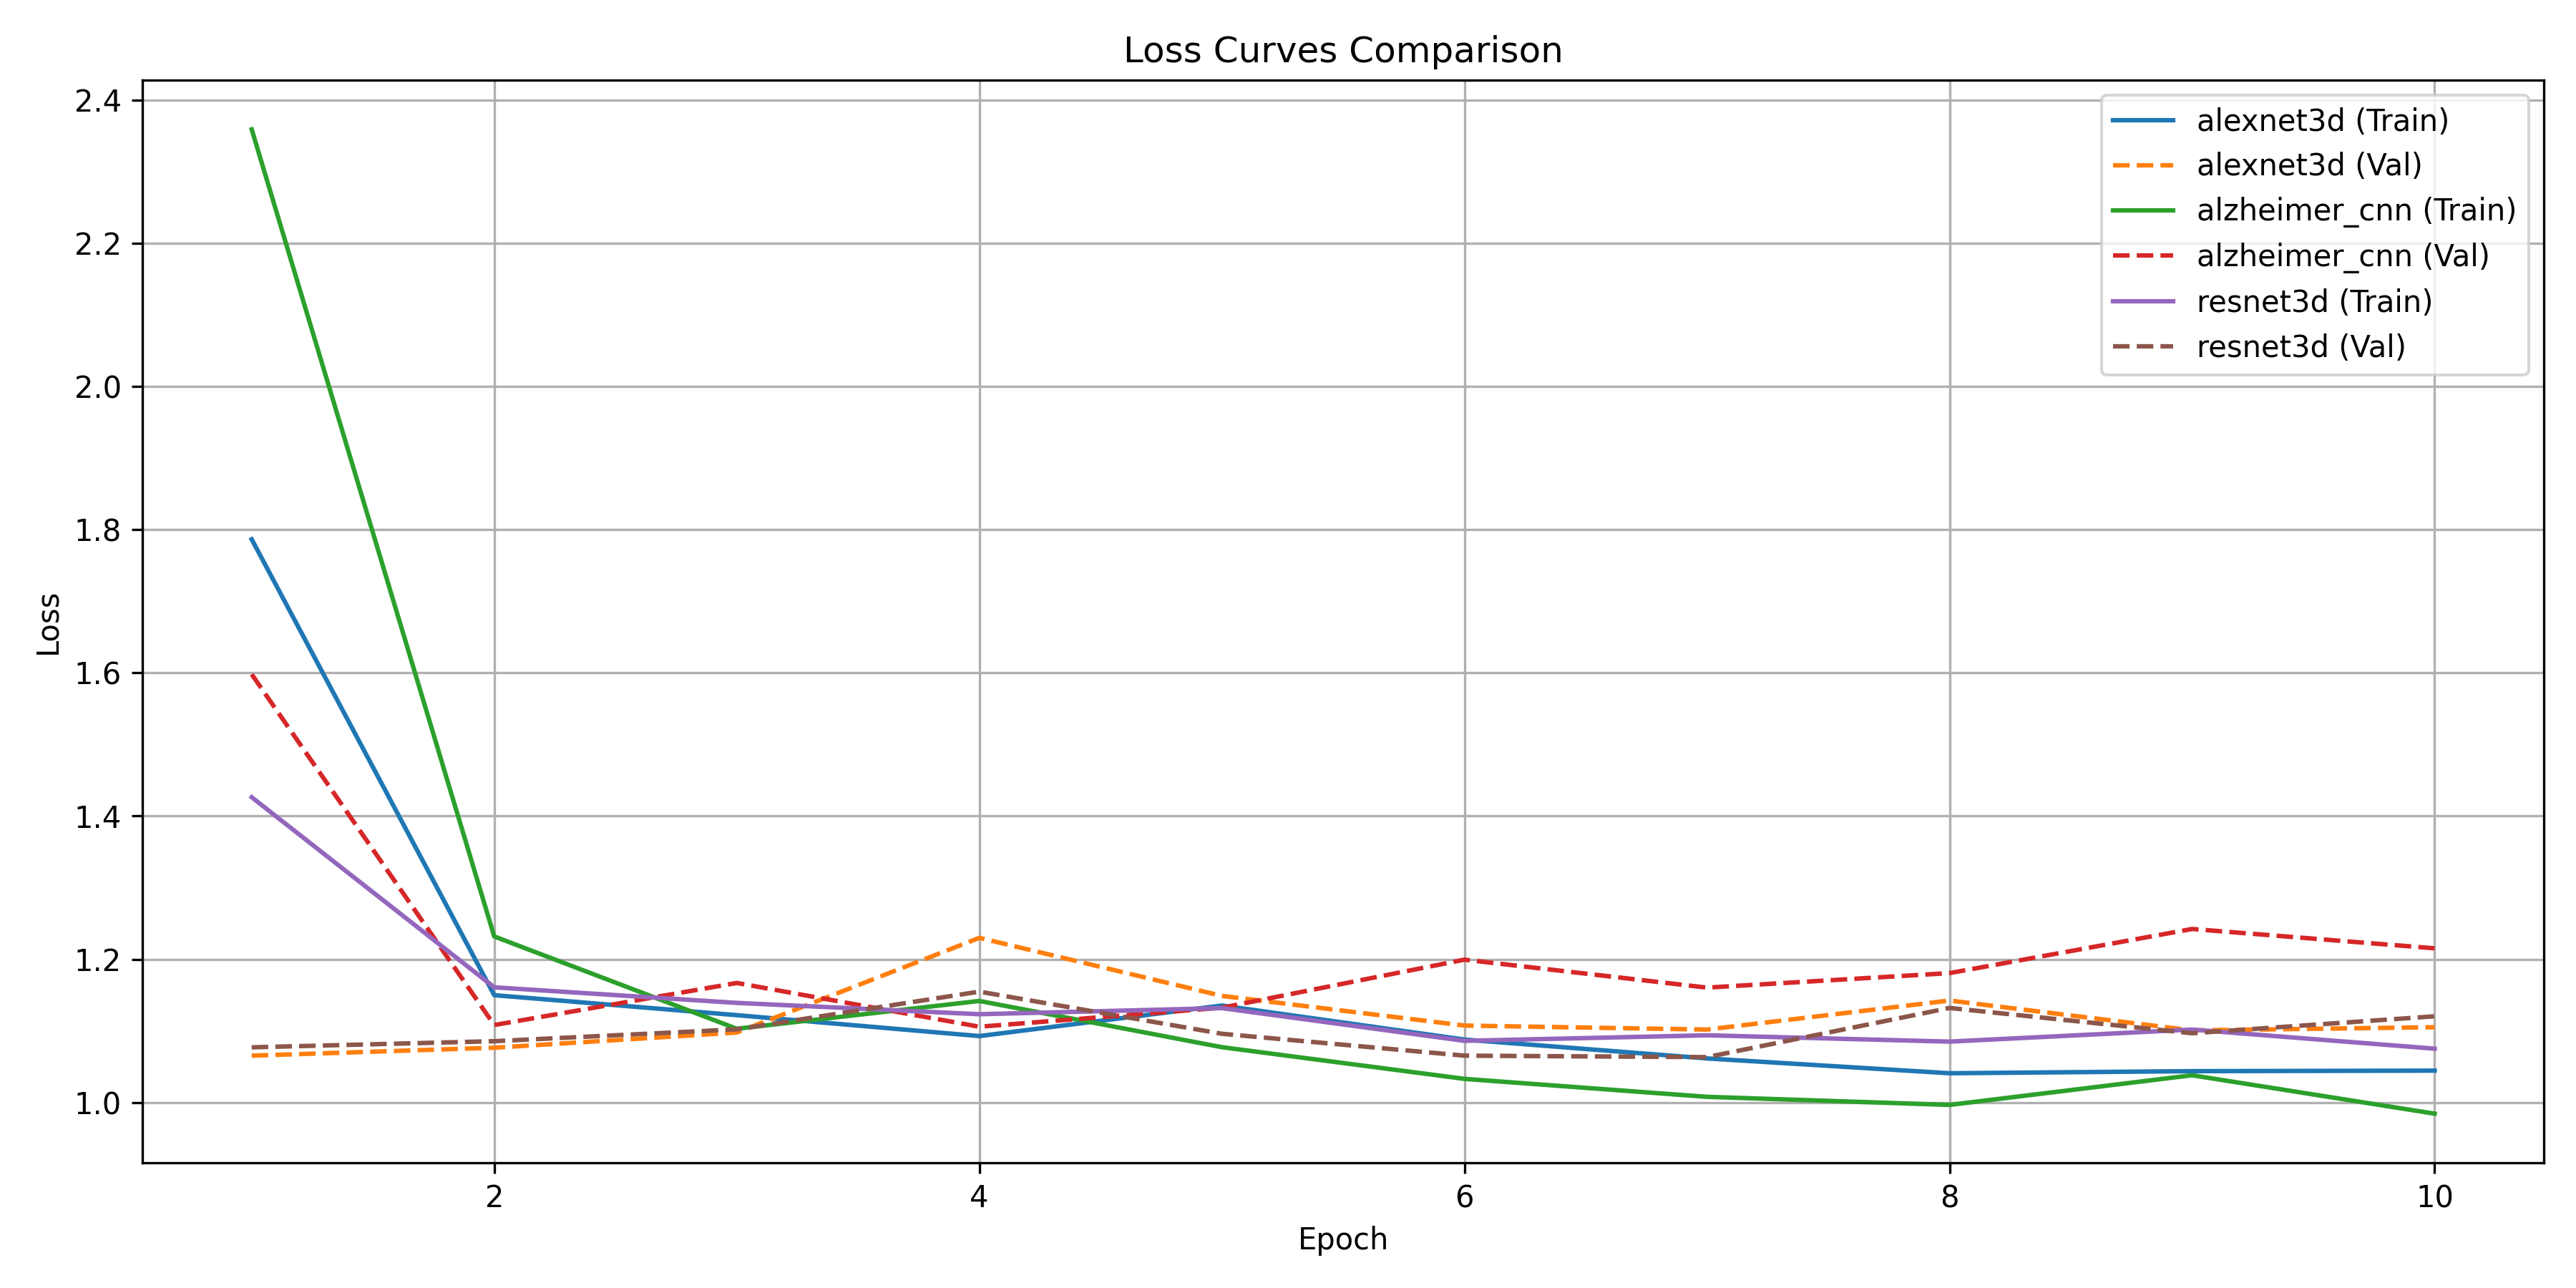 Loss Curves Comparison
2.4
2.2
2.0
1.8
1.6
1.4
1.2
1.0
Loss
alexnet3d (Train)
alexnet3d (Val)
alzheimer_cnn (Train)
alzheimer_cnn (Val)
resnet3d (Train)
resnet3d (Val)
2 4 6 8 10
Epoch